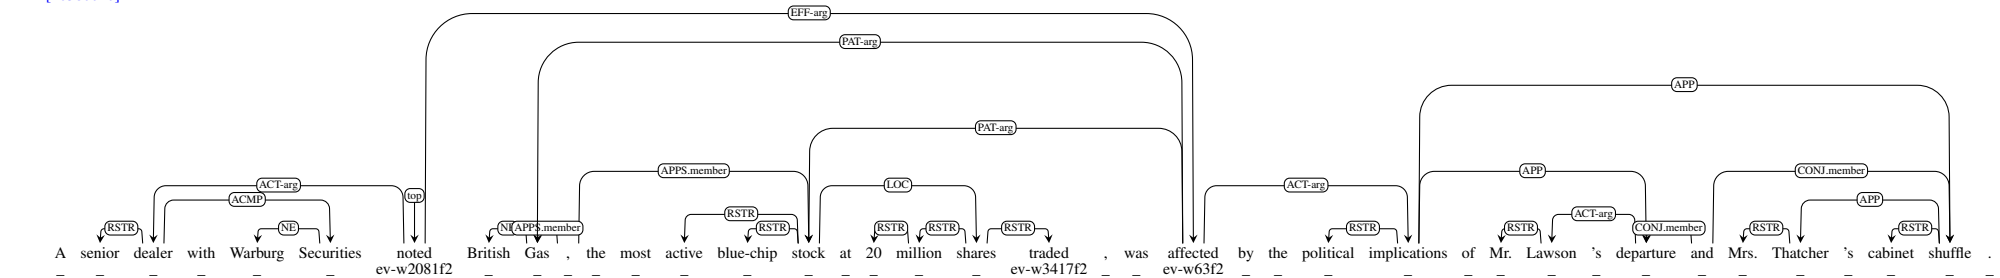 EFF-arg
PAT-arg
APP
PAT-arg
APPS.member LOC APP CONJ.member
ACT-arg ACT-arg
top
ACMP APP
RSTR ACT-arg
RSTR NE APPS.member RSTR RSTR RSTR RSTR RSTR RSTR CONJ.member RSTR RSTR
A senior dealer with Warburg Securities noted British Gas , the most active blue-chip stock at 20 million shares traded , was affected by the political implications of Mr. Lawson 's departure and Mrs. Thatcher 's cabinet shuffle .
ev-w2081f2 ev-w3417f2 ev-w63f2
_ _ _ _ _ _ _ _ _ _ _ _ _ _ _ _ _ _ _ _ _ _ _ _ _ _ _ _ _ _ _ _ _ _ _ _ _